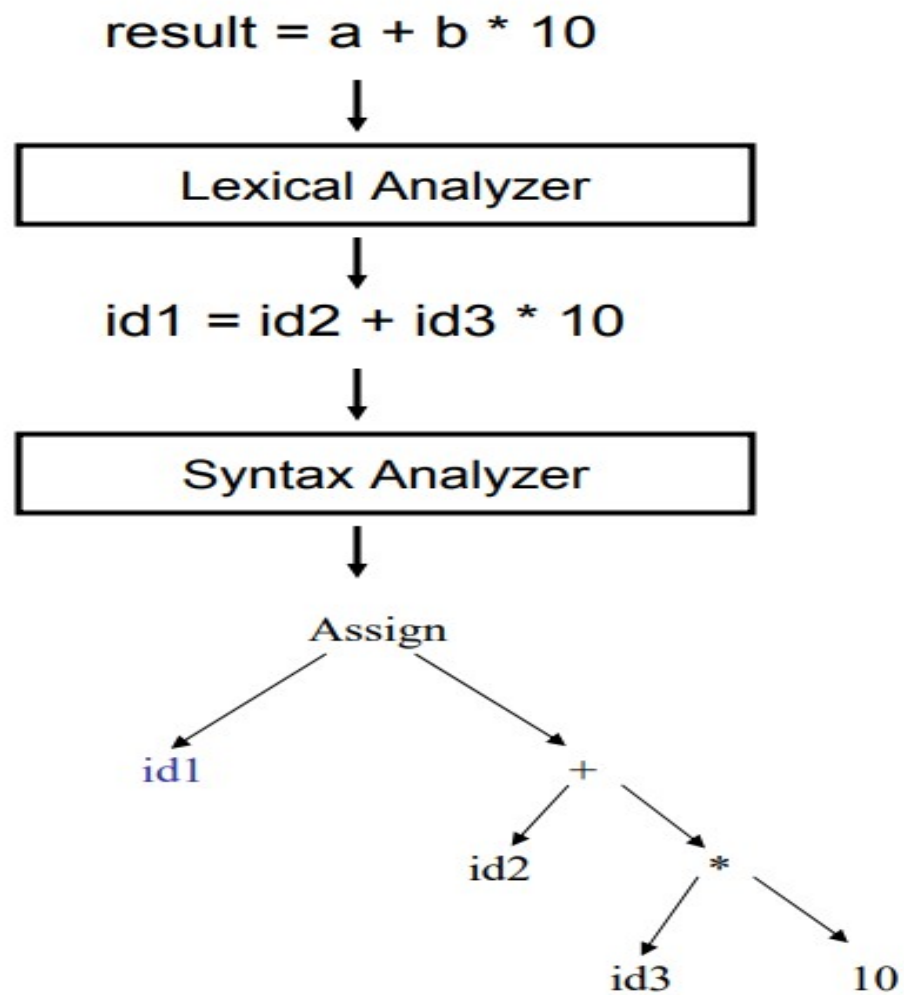 result = a + b * 10
Lexical Analyzer
id1 = id2 + id3 * 10
Syntax Analyzer
Assign
id1
+
id2
*
id3
10